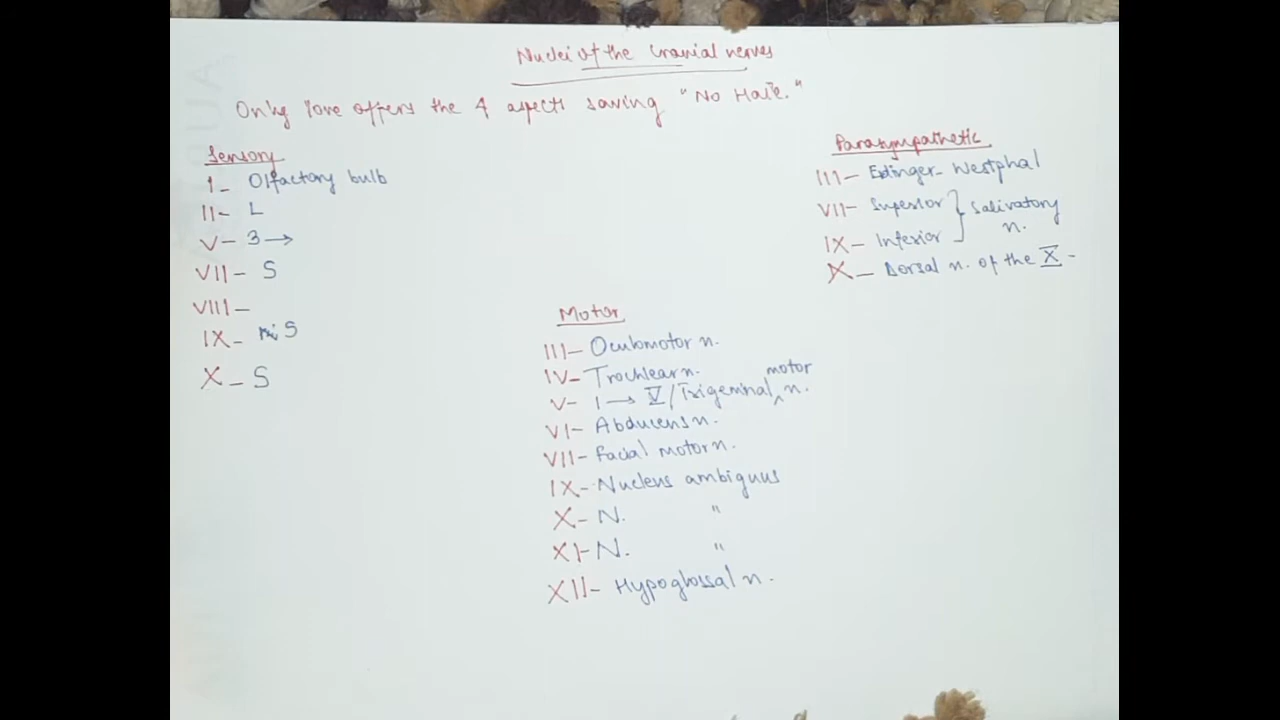 Nuclei of the cranial nerves
Only love offers the 4 aspects saving "No Hate."
Sensory
I- Olfactory bulb
II- L
V- 3 →
VII- S
VIII-
IX- S
X- S
Motor
III- Oculomotor n.
IV- Trochlear n.
V- 1 → V/Trigeminal motor n.
VI- Abducens n.
VII- Facial motor n.
IX- Nucleus ambiguus
X- N. "
XI- N. "
XII- Hypoglossal n.
Parasympathetic
III- Edinger-Westphal
VII- Superior } Salivatory n.
IX- Inferior
X- Dorsal n. of the X -